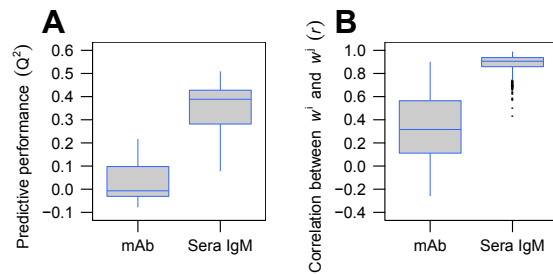 A
Predictive performance (Q²)
0.6
0.5
0.4
0.3
0.2
0.1
0.0
−0.1
mAb Sera IgM
B
Correlation between wⁱ and wʲ (r)
1.0
0.8
0.6
0.4
0.2
0.0
−0.2
−0.4
mAb Sera IgM